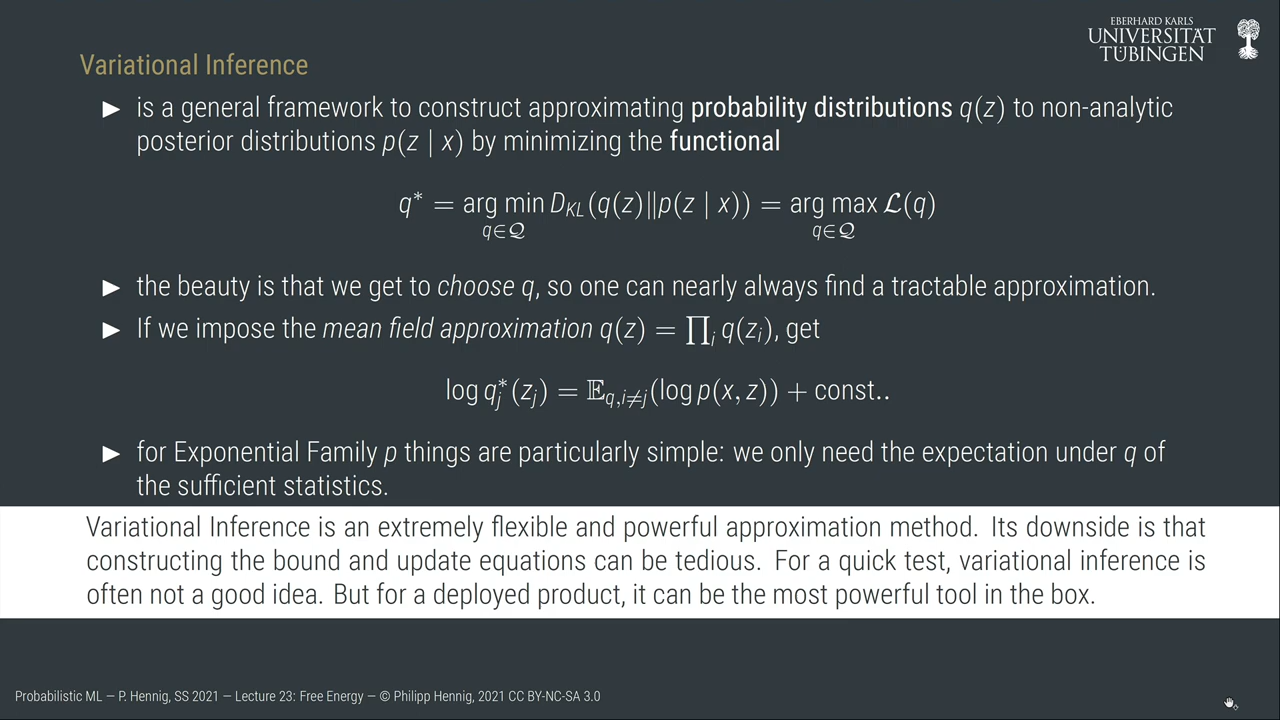 EBERHARD KARLS
UNIVERSITÄT
TÜBINGEN
Variational Inference
▶ is a general framework to construct approximating probability distributions q(z) to non-analytic
posterior distributions p(z | x) by minimizing the functional
q* = arg min D_KL(q(z)||p(z | x)) = arg max ℒ(q)
q∈𝒬 q∈𝒬
▶ the beauty is that we get to choose q, so one can nearly always find a tractable approximation.
▶ If we impose the mean field approximation q(z) = ∏_i q(z_i), get
log q*_j(z_j) = 𝔼_{q,i≠j}(log p(x, z)) + const..
▶ for Exponential Family p things are particularly simple: we only need the expectation under q of
the sufficient statistics.
Variational Inference is an extremely flexible and powerful approximation method. Its downside is that
constructing the bound and update equations can be tedious. For a quick test, variational inference is
often not a good idea. But for a deployed product, it can be the most powerful tool in the box.
Probabilistic ML — P. Hennig, SS 2021 — Lecture 23: Free Energy — © Philipp Hennig, 2021 CC BY-NC-SA 3.0